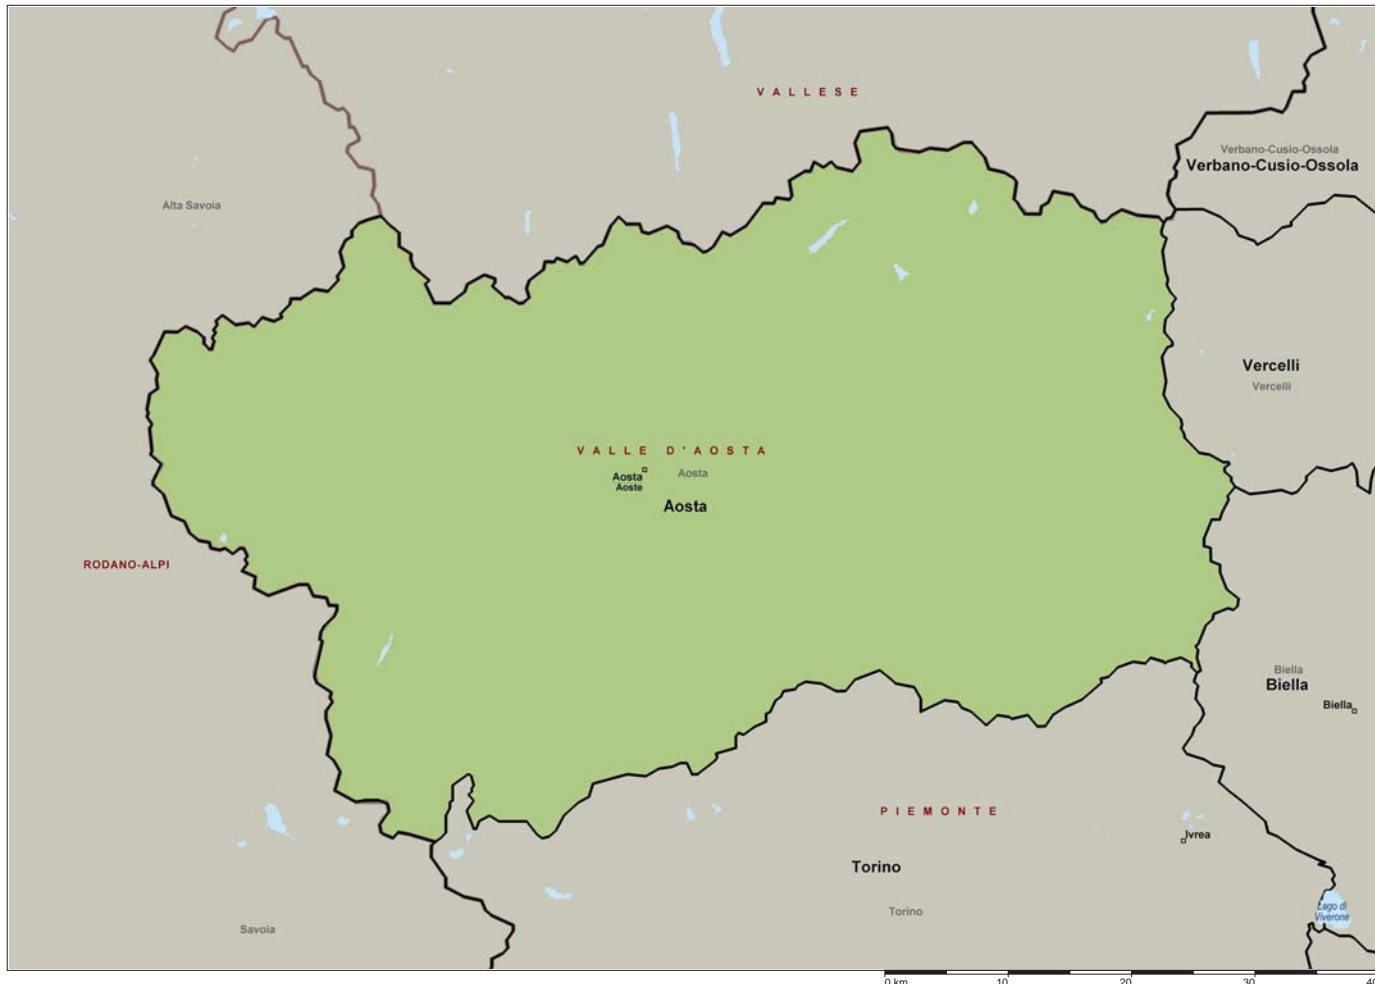 VALLESE
Verbano-Cusio-Ossola
Verbano-Cusio-Ossola
Alta Savoia
Vercelli
Vercelli
VALLE D'AOSTA
Aosta
Aoste
Aosta
Aosta
RODANO-ALPI
Biella
Biella
Biella
PIEMONTE
Ivrea
Torino
Torino
Lago di
Viverone
Savoia
0 km 10 20 30 40